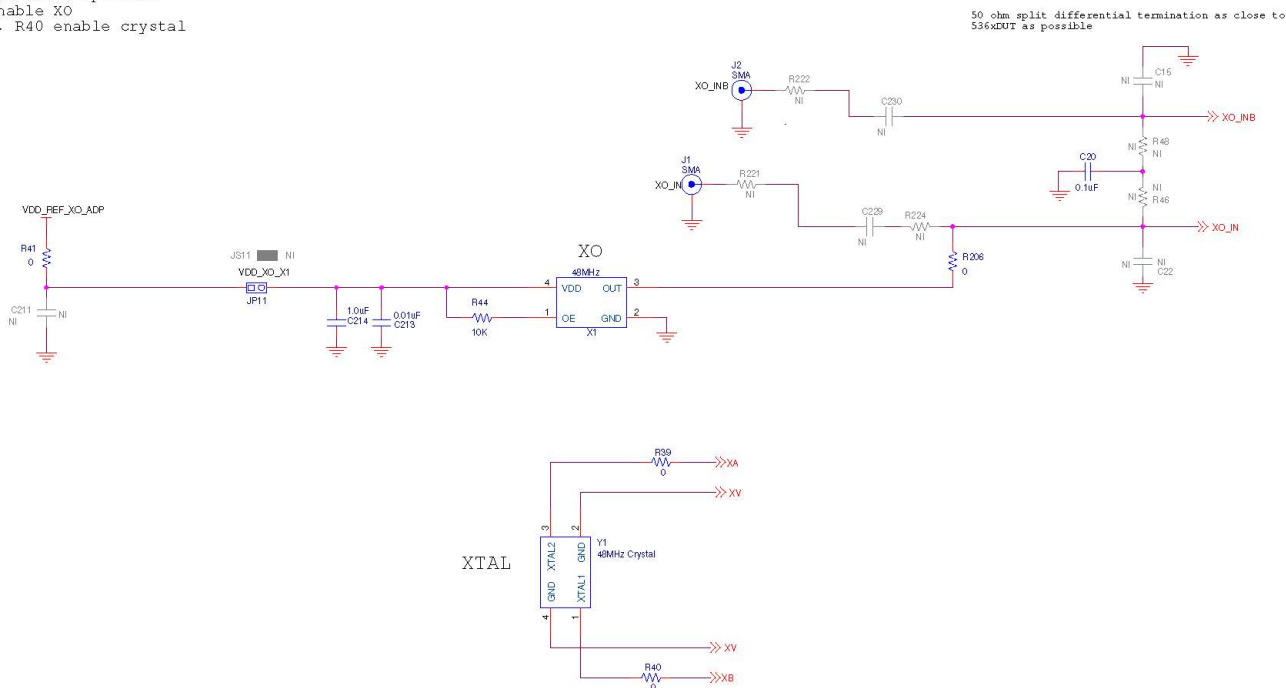 nable XO
. R40 enable crystal
50 ohm split differential termination as close to
536xDUT as possible
J2
SMA
XO_INB
R222
NI
C230
NI
NI
C15
NI
XO_INB
NI
R48
NI
C20
0.1uF
NI
NI
R46
J1
SMA
XO_IN
R221
NI
C229
NI
R224
NI
XO_IN
R206
0
NI
NI
C22
VDD_REF_XO_ADP
R41
0
C211
NI
NI
JS11
NI
VDD_XO_X1
JP11
1.0uF
C214
0.01uF
C213
R44
10K
XO
48MHz
4
VDD
OUT
3
1
OE
GND
2
X1
R39
0
XA
XV
3
2
XTAL
XTAL2
GND
GND
XTAL1
Y1
48MHz Crystal
4
1
XV
R40
0
XB